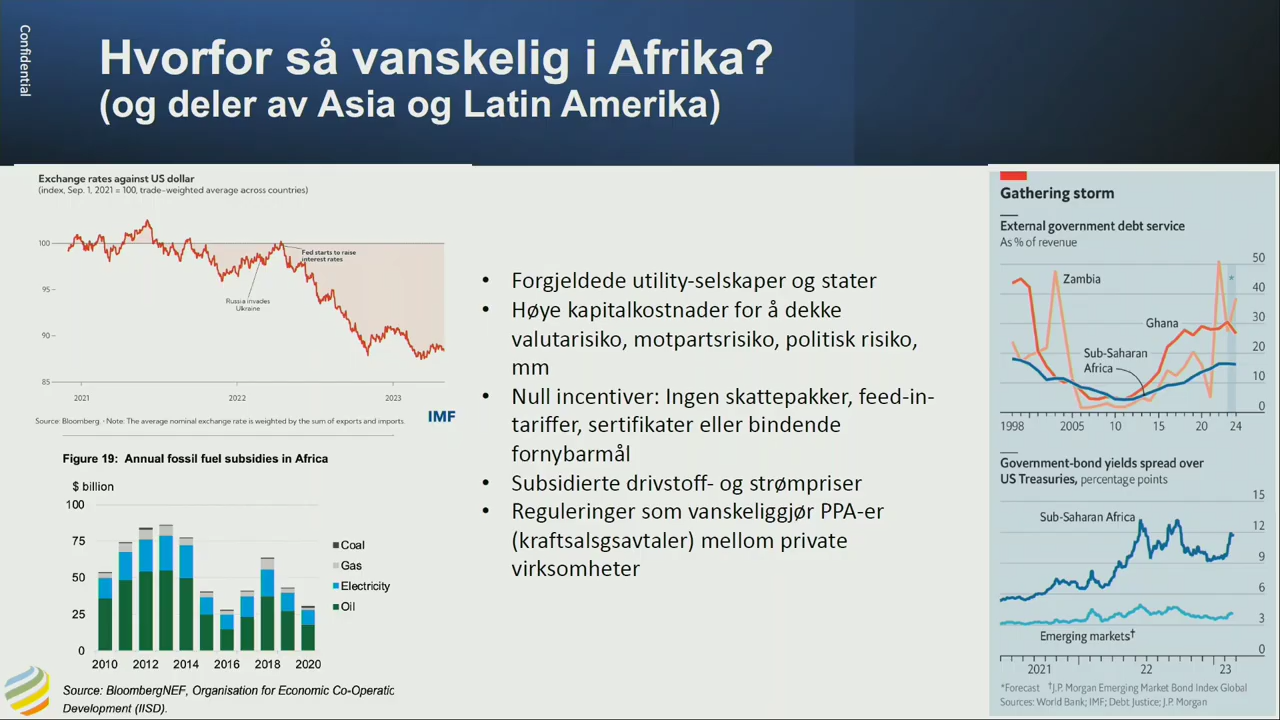 Confidential
Hvorfor så vanskelig i Afrika?
(og deler av Asia og Latin Amerika)
Exchange rates against US dollar
(index, Sep. 1, 2021 = 100, trade-weighted average across countries)
100
95
90
85
Fed starts to raise
interest rates
Russia invades
Ukraine
2021
2022
2023
Source: Bloomberg · Note: The average nominal exchange rate is weighted by the sum of exports and imports.
IMF
Figure 19: Annual fossil fuel subsidies in Africa
$ billion
100
75
50
25
0
Coal
Gas
Electricity
Oil
2010 2012 2014 2016 2018 2020
Source: BloombergNEF, Organisation for Economic Co-Operatic
Development (IISD).
• Forgjeldede utility-selskaper og stater
• Høye kapitalkostnader for å dekke
valutarisiko, motpartsrisiko, politisk risiko,
mm
• Null incentiver: Ingen skattepakker, feed-in-
tariffer, sertifikater eller bindende
fornybarmål
• Subsidierte drivstoff- og strømpriser
• Reguleringer som vanskeliggjør PPA-er
(kraftsalgsavtaler) mellom private
virksomheter
Gathering storm
External government debt service
As % of revenue
50
40
30
20
10
0
*
Zambia
Ghana
Sub-Saharan
Africa
1998 2005 10 15 20 24
Government-bond yields spread over
US Treasuries, percentage points
15
12
9
6
3
0
Sub-Saharan Africa
Emerging markets†
2021 22 23
*Forecast †J.P. Morgan Emerging Market Bond Index Global
Sources: World Bank; IMF; Debt Justice; J.P. Morgan